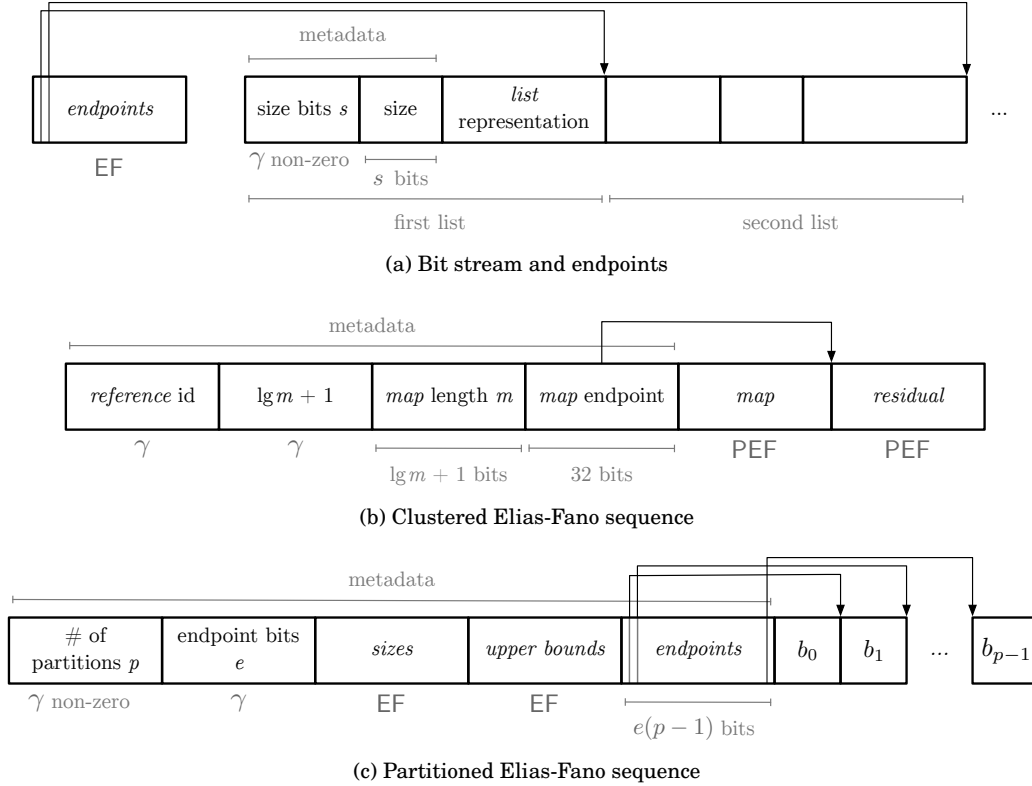 metadata
endpoints
size bits s
size
list
representation
...
EF
γ non-zero
s bits
first list
second list
(a) Bit stream and endpoints
metadata
reference id
lg m + 1
map length m
map endpoint
map
residual
γ
γ
PEF
PEF
lg m + 1 bits
32 bits
(b) Clustered Elias-Fano sequence
metadata
# of
partitions p
endpoint bits
e
sizes
upper bounds
endpoints
b₀
b₁
...
bₚ₋₁
γ non-zero
γ
EF
EF
e(p − 1) bits
(c) Partitioned Elias-Fano sequence